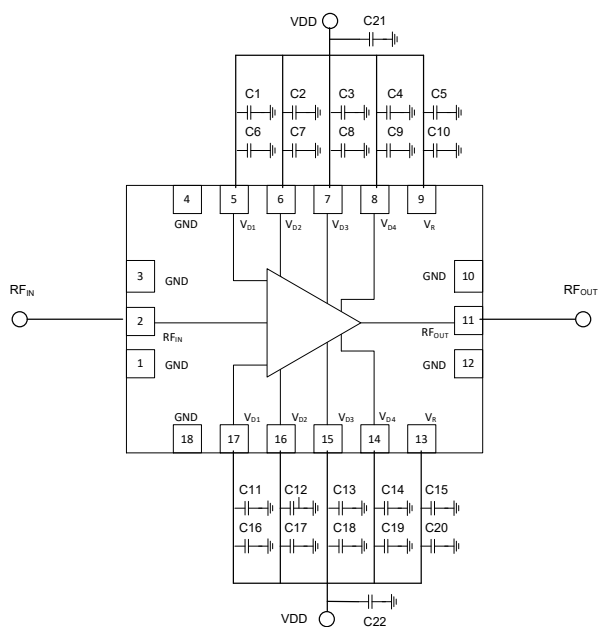 VDD C21
C1 C2 C3 C4 C5
C6 C7 C8 C9 C10
4 5 6 7 8 9
GND VD1 VD2 VD3 VD4 VR
3 GND GND 10
RFIN RFOUT
2 11
RFIN RFOUT
1 GND GND 12
GND VD1 VD2 VD3 VD4 VR
18 17 16 15 14 13
C11 C12 C13 C14 C15
C16 C17 C18 C19 C20
VDD C22